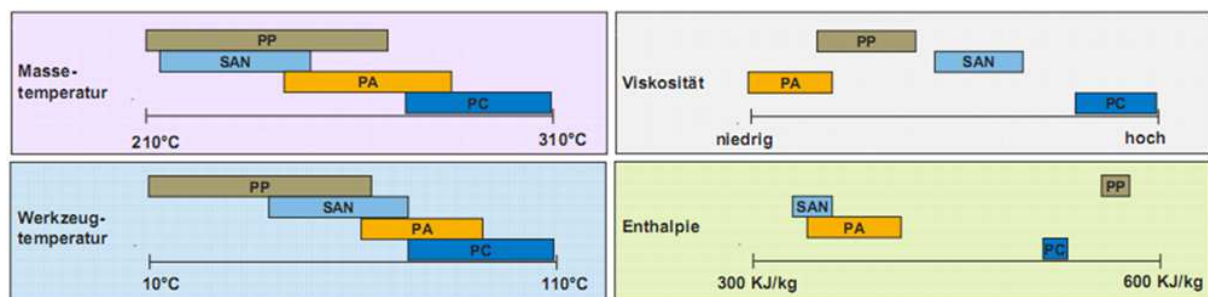 PP
SAN
Masse-
temperatur
PA
PC
210°C
310°C
PP
SAN
Viskosität
PA
PC
niedrig
hoch
PP
SAN
Werkzeug-
temperatur
PA
PC
10°C
110°C
PP
SAN
Enthalpie
PA
PC
300 KJ/kg
600 KJ/kg